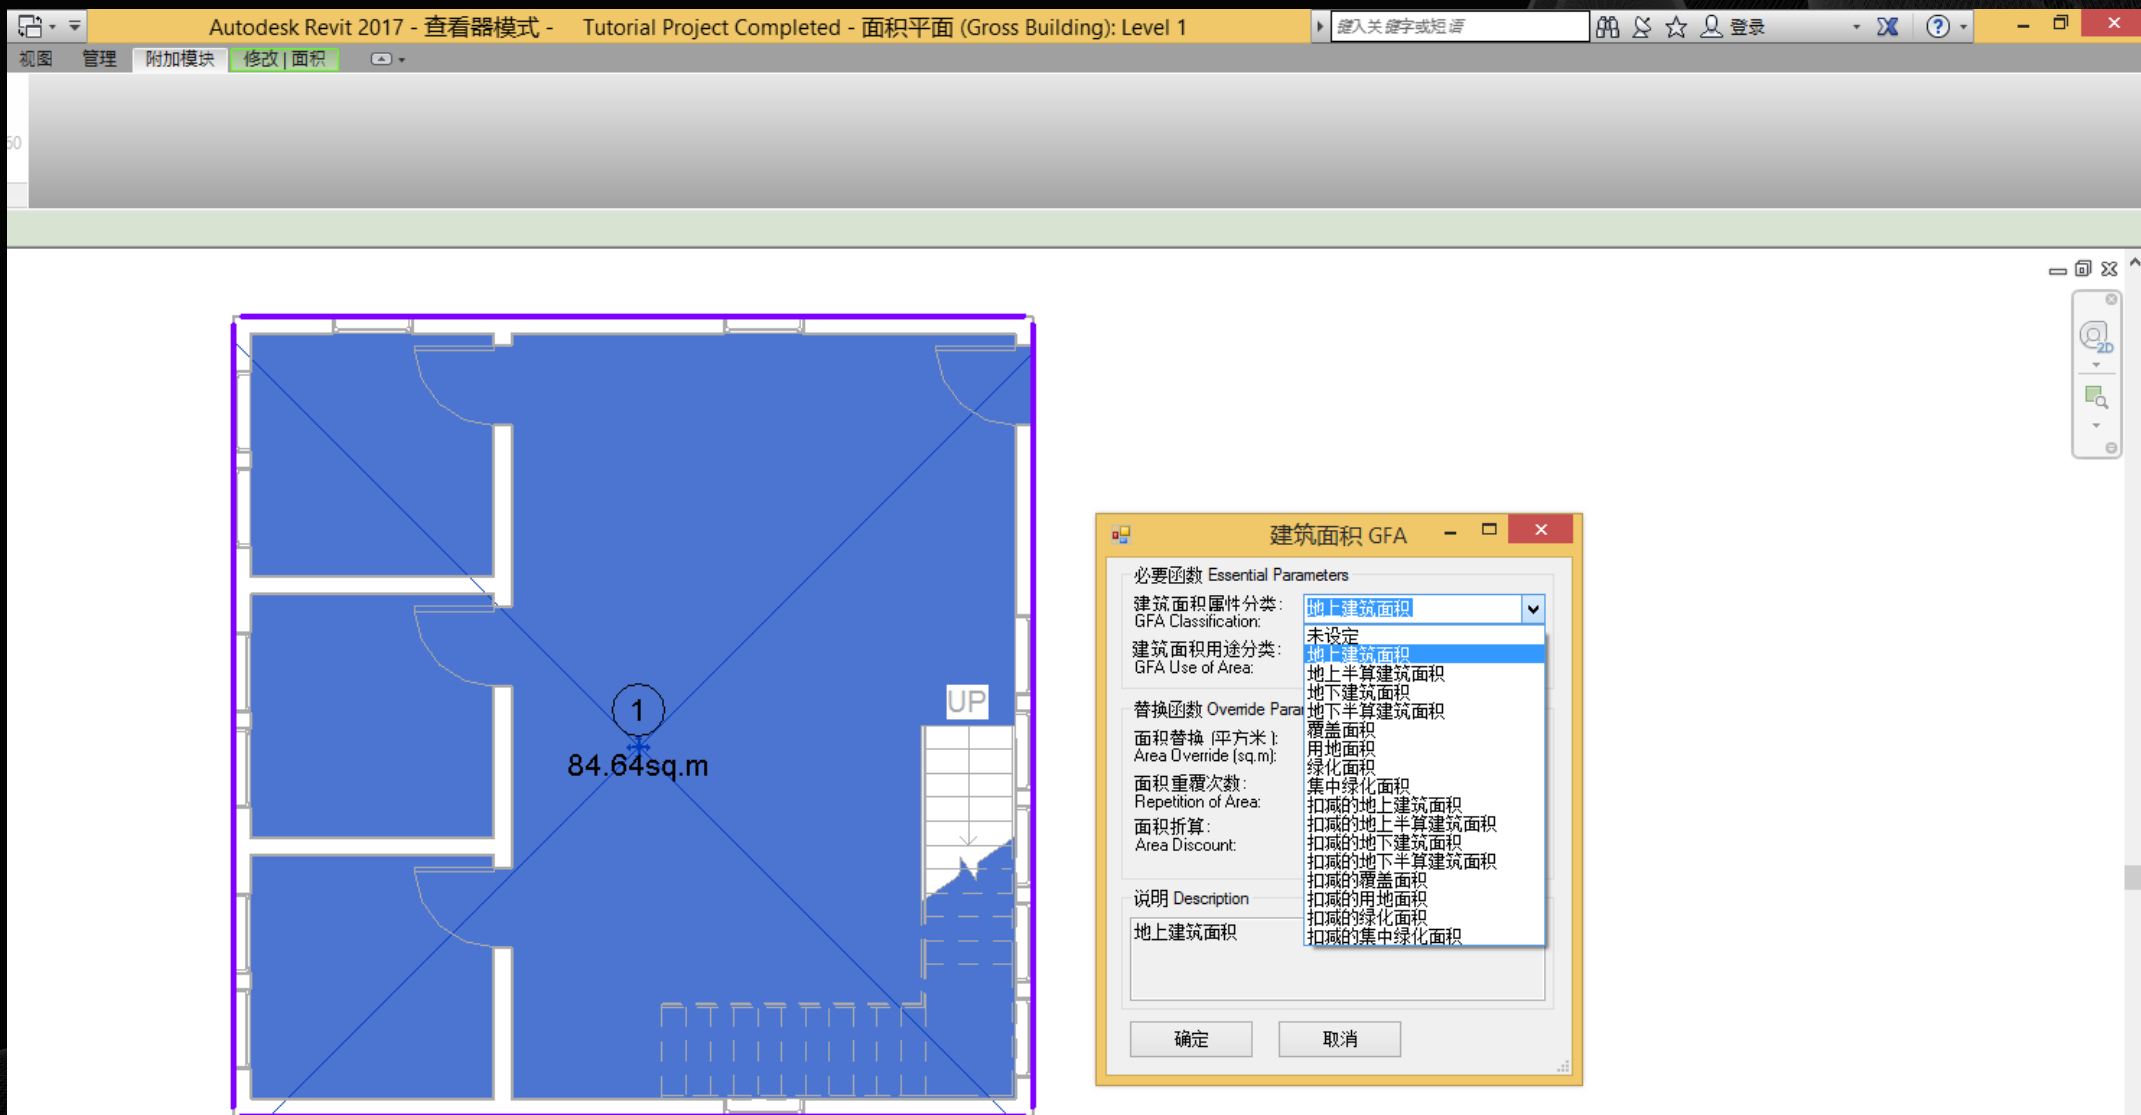 Autodesk Revit 2017 - 查看器模式 - Tutorial Project Completed - 面积平面 (Gross Building): Level 1
键入关键字或短语
登录
视图 管理 附加模块 修改 | 面积
60
2D
UP
1
84.64sq.m
建筑面积 GFA
必要函数 Essential Parameters
建筑面积属性分类:
GFA Classification:
地上建筑面积
建筑面积用途分类:
GFA Use of Area:
未设定
地上建筑面积
地上半算建筑面积
地下建筑面积
地下半算建筑面积
覆盖面积
用地面积
绿化面积
集中绿化面积
扣减的地上建筑面积
扣减的地上半算建筑面积
扣减的地下建筑面积
扣减的地下半算建筑面积
扣减的覆盖面积
扣减的用地面积
扣减的绿化面积
扣减的集中绿化面积
替换函数 Override Para
面积替换 (平方米):
Area Override (sq.m):
面积重覆次数:
Repetition of Area:
面积折算:
Area Discount:
说明 Description
地上建筑面积
确定 取消